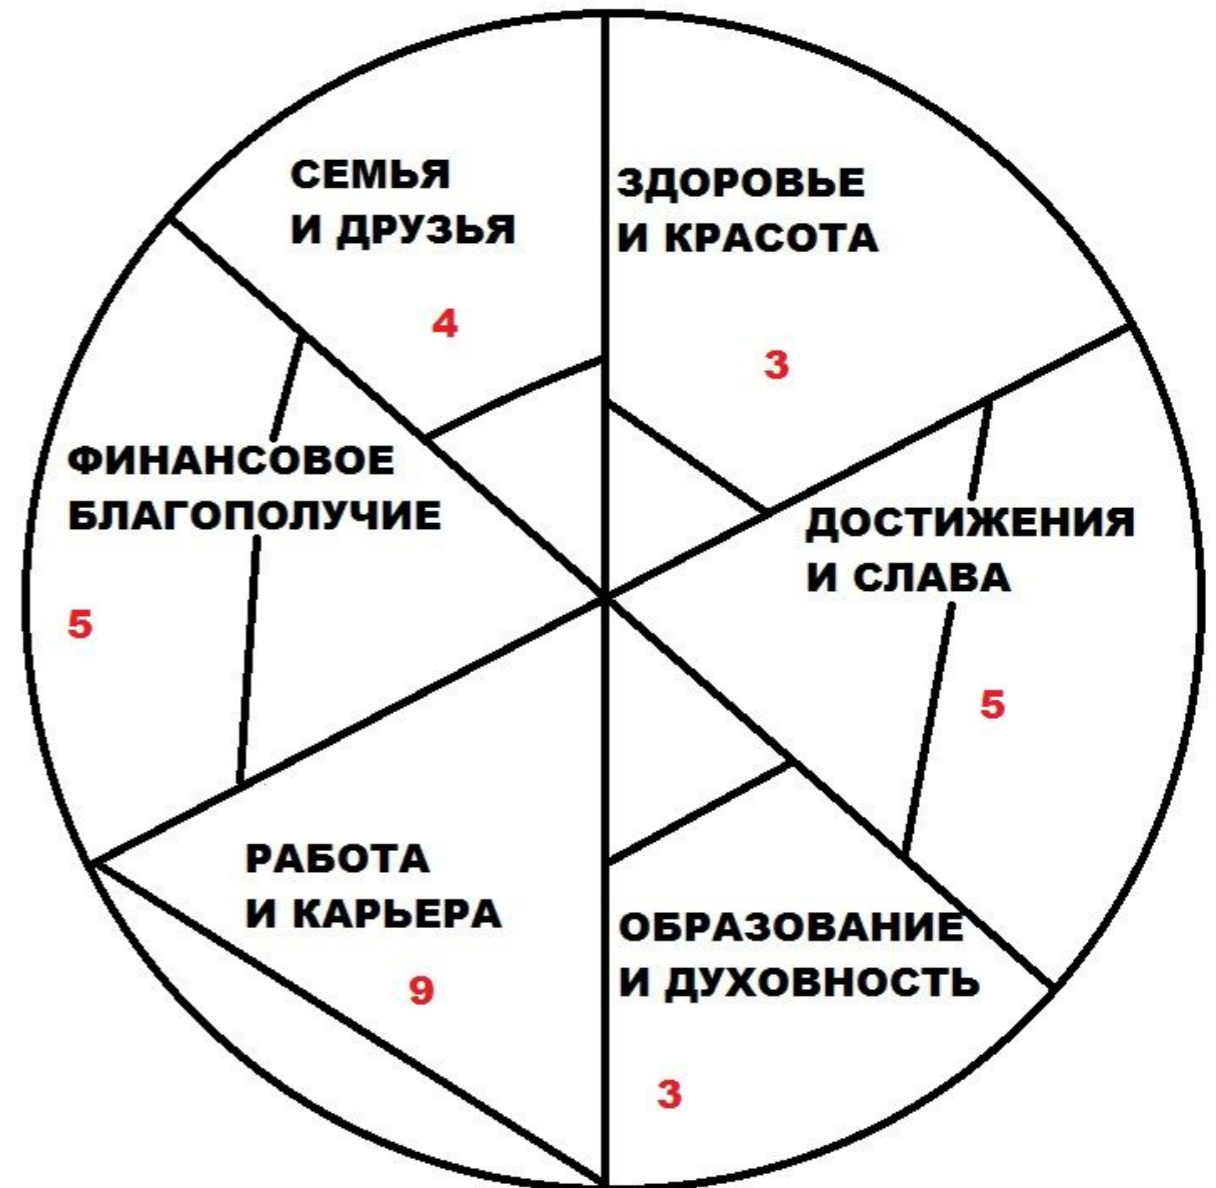 СЕМЬЯ
И ДРУЗЬЯ
4
ЗДОРОВЬЕ
И КРАСОТА
3
ФИНАНСОВОЕ
БЛАГОПОЛУЧИЕ
5
ДОСТИЖЕНИЯ
И СЛАВА
5
РАБОТА
И КАРЬЕРА
9
ОБРАЗОВАНИЕ
И ДУХОВНОСТЬ
3